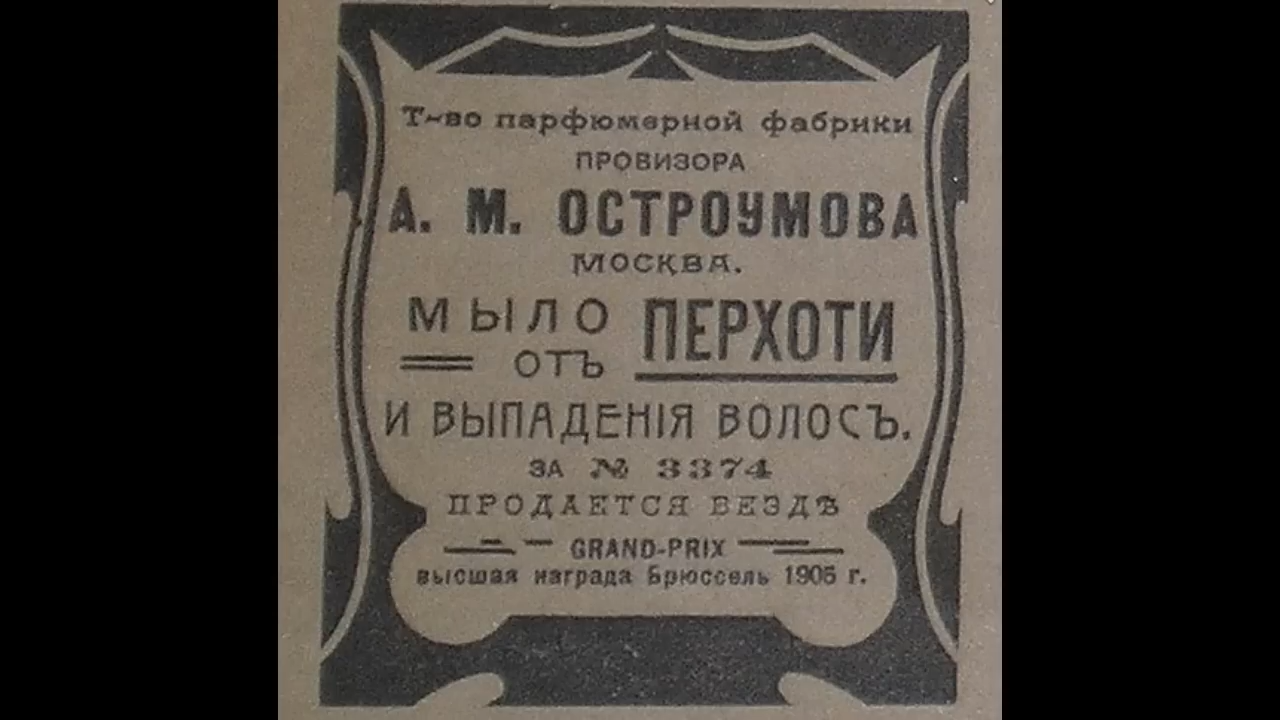 Т-во парфюмерной фабрики
ПРОВИЗОРА
А. М. ОСТРОУМОВА
МОСКВА.
МЫЛО ОТЪ ПЕРХОТИ
И ВЫПАДЕНІЯ ВОЛОСЪ.
ЗА № 3374
ПРОДАЕТСЯ ВЕЗДѢ
GRAND-PRIX
высшая награда Брюссель 1905 г.